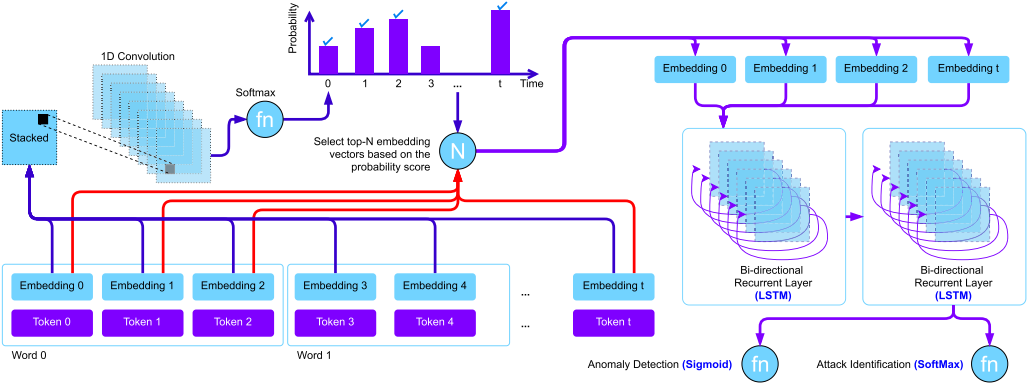 1D Convolution
Stacked
Softmax
fn
Probability
0 1 2 3 ... t Time
Select top-N embedding
vectors based on the
probability score
N
Embedding 0 Embedding 1 Embedding 2 Embedding t
Bi-directional
Recurrent Layer
(LSTM)
Bi-directional
Recurrent Layer
(LSTM)
Embedding 0 Embedding 1 Embedding 2 Embedding 3 Embedding 4 ... Embedding t
Token 0 Token 1 Token 2 Token 3 Token 4 ... Token t
Word 0 Word 1
Anomaly Detection (Sigmoid) fn
Attack Identification (SoftMax) fn